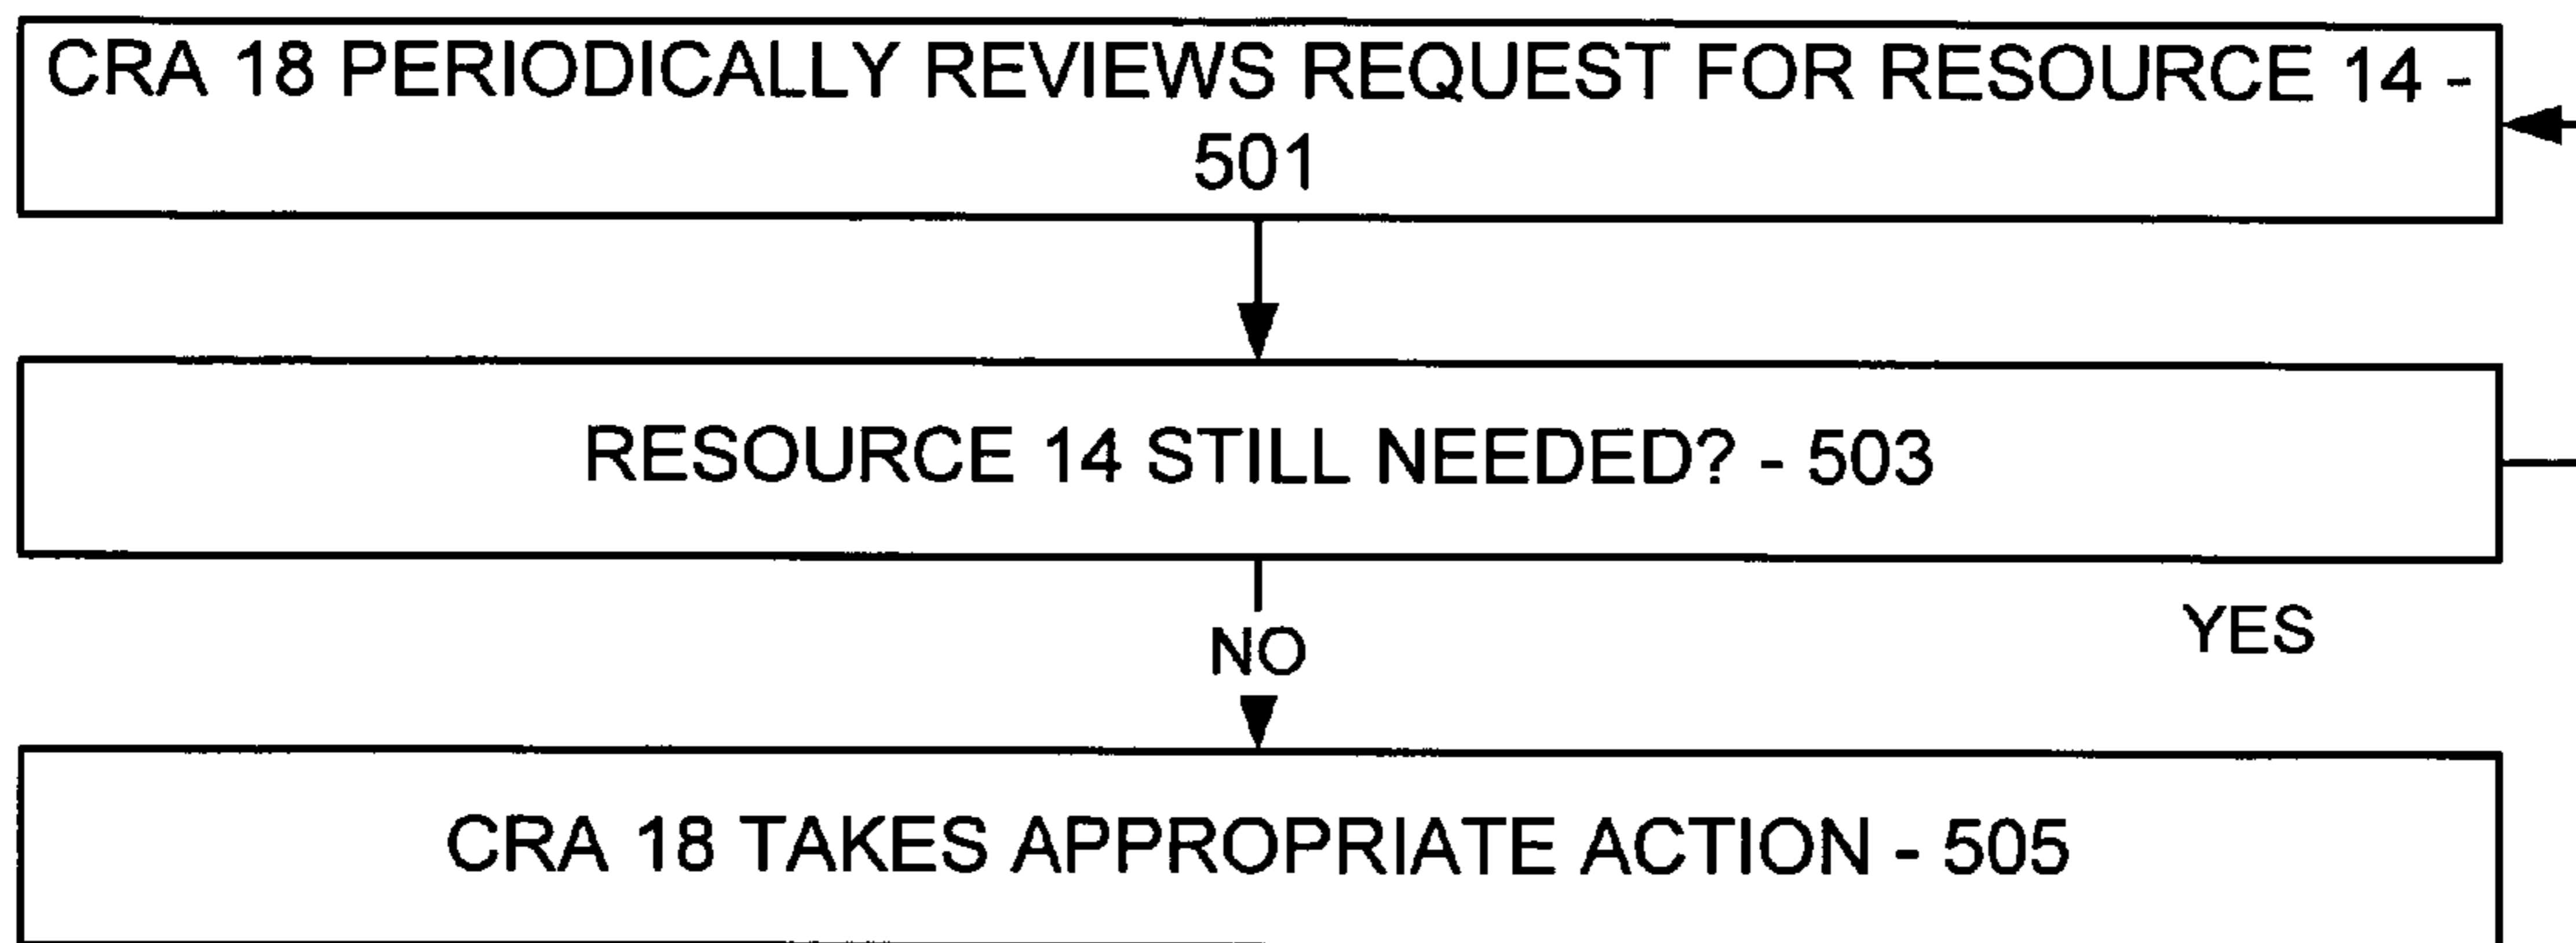 CRA 18 PERIODICALLY REVIEWS REQUEST FOR RESOURCE 14 -
501
RESOURCE 14 STILL NEEDED? - 503
NO
YES
CRA 18 TAKES APPROPRIATE ACTION - 505